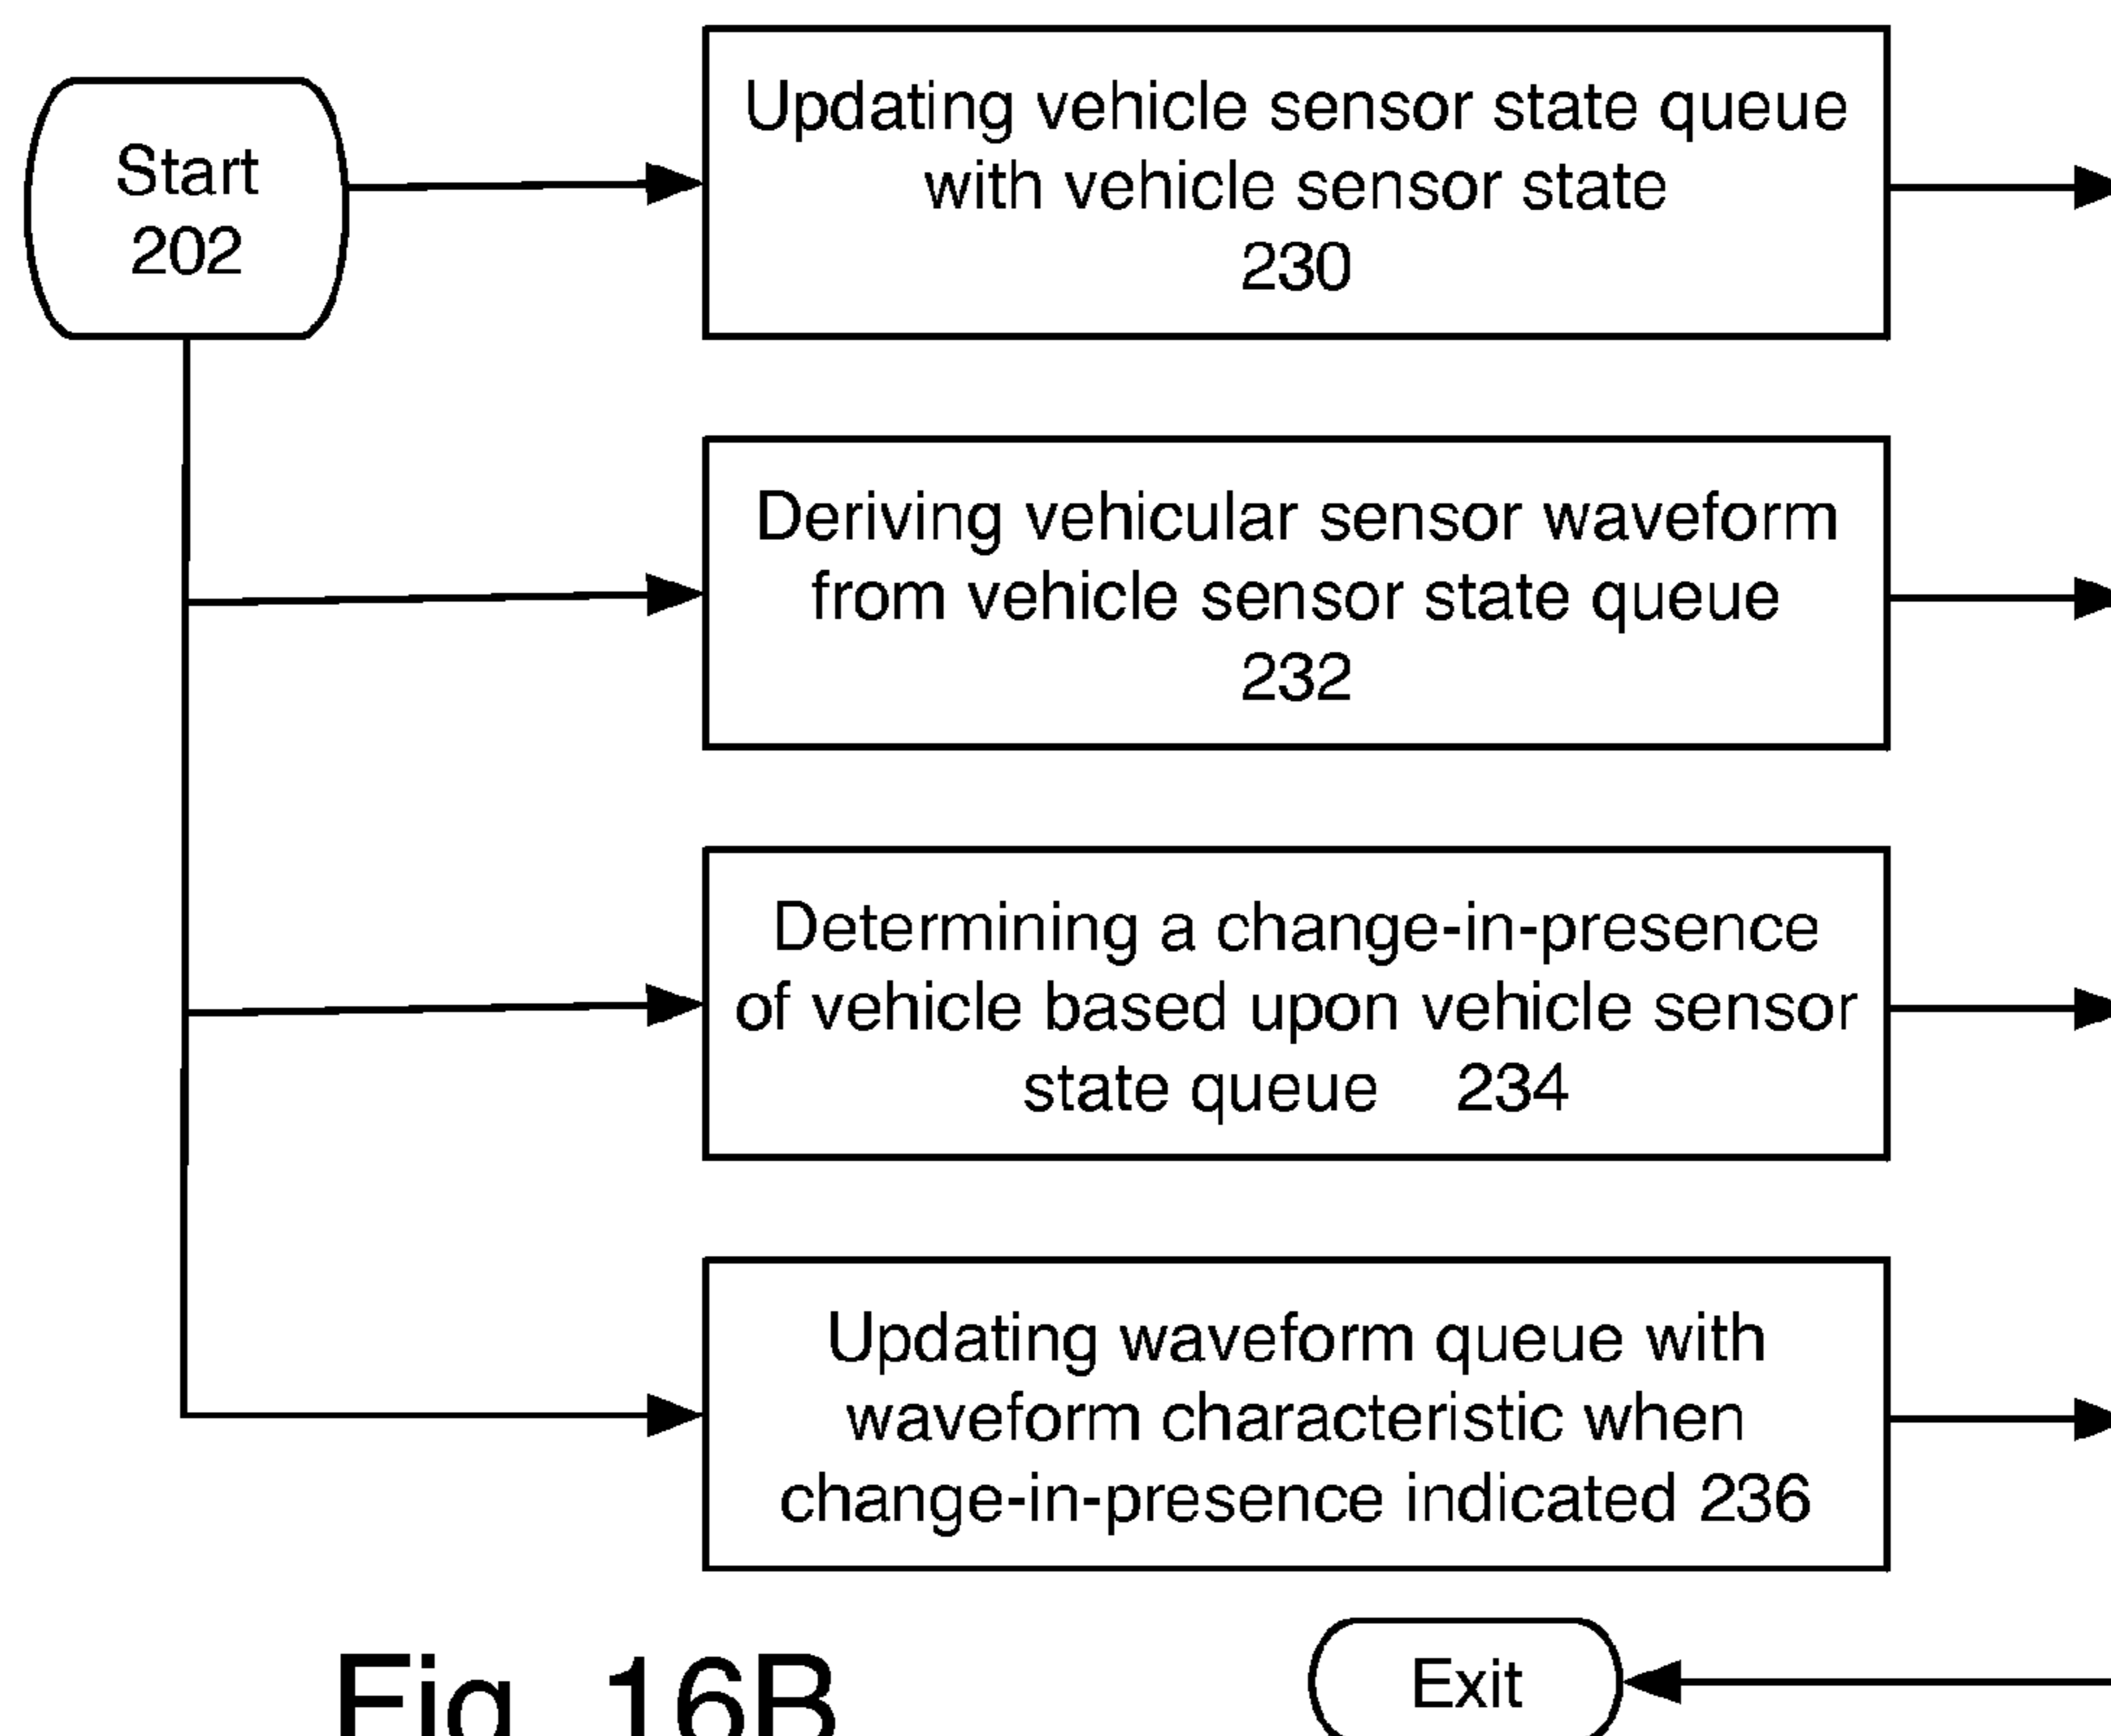 Start
202
Updating vehicle sensor state queue
with vehicle sensor state
230
Deriving vehicular sensor waveform
from vehicle sensor state queue
232
Determining a change-in-presence
of vehicle based upon vehicle sensor
state queue 234
Updating waveform queue with
waveform characteristic when
change-in-presence indicated 236
Exit
Fig. 16B